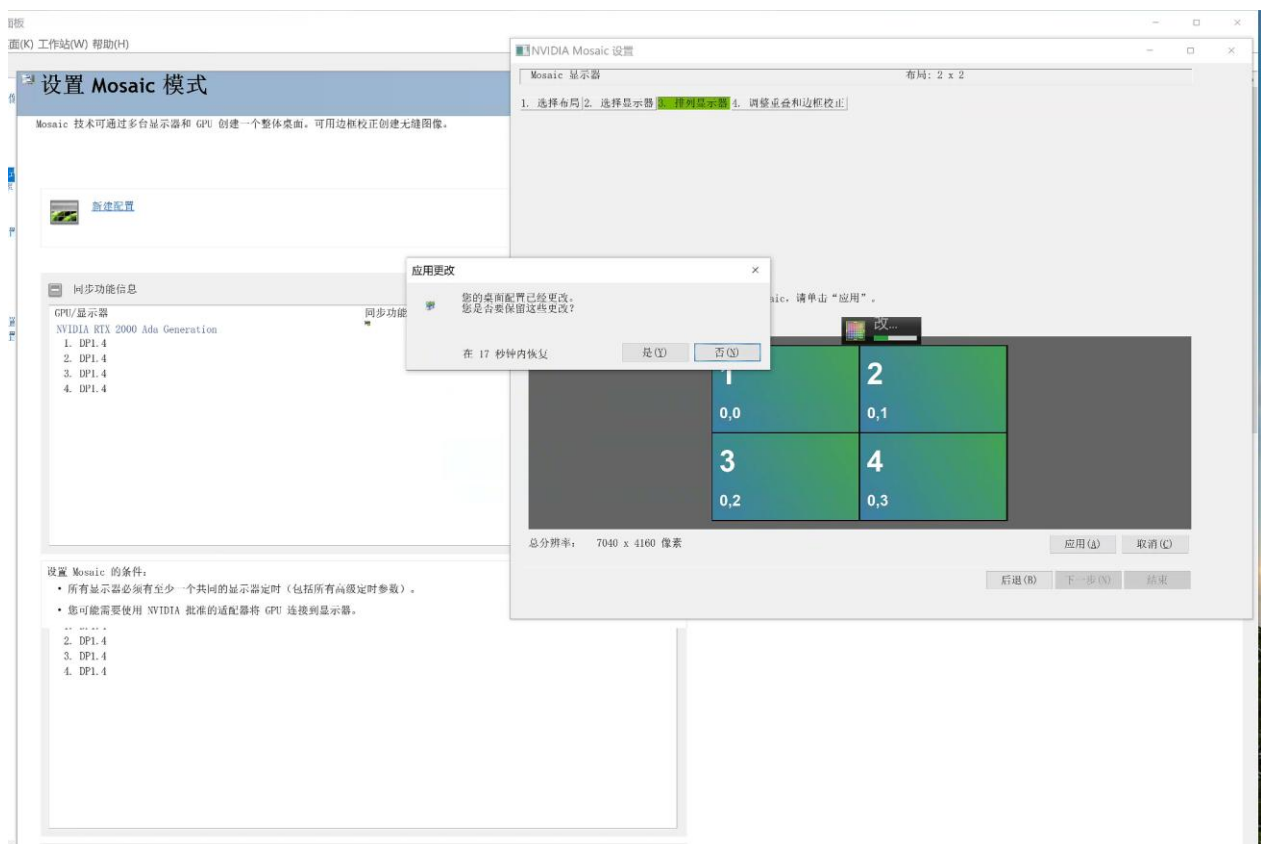 面板
面(K) 工作站(W) 帮助(H)
设置 Mosaic 模式
Mosaic 技术可通过多台显示器和 GPU 创建一个整体桌面。可用边框校正创建无缝图像。
新建配置
同步功能信息
GPU/显示器
同步功能
NVIDIA RTX 2000 Ada Generation
1. DP1.4
2. DP1.4
3. DP1.4
4. DP1.4
设置 Mosaic 的条件:
• 所有显示器必须有至少一个共同的显示器定时（包括所有高级定时参数）。
• 您可能需要使用 NVIDIA 批准的适配器将 GPU 连接到显示器。
2. DP1.4
3. DP1.4
4. DP1.4
NVIDIA Mosaic 设置
Mosaic 显示器
布局: 2 x 2
1. 选择布局
2. 选择显示器
3. 排列显示器
4. 调整重叠和边框校正
aic, 请单击“应用”。
应用更改
您的桌面配置已经更改。
您是否要保留这些更改?
在 17 秒钟内恢复
是(Y)
否(N)
改...
1
0,0
2
0,1
3
0,2
4
0,3
总分辨率: 7040 x 4160 像素
应用(A)
取消(C)
后退(B)
下一步(N)
结束